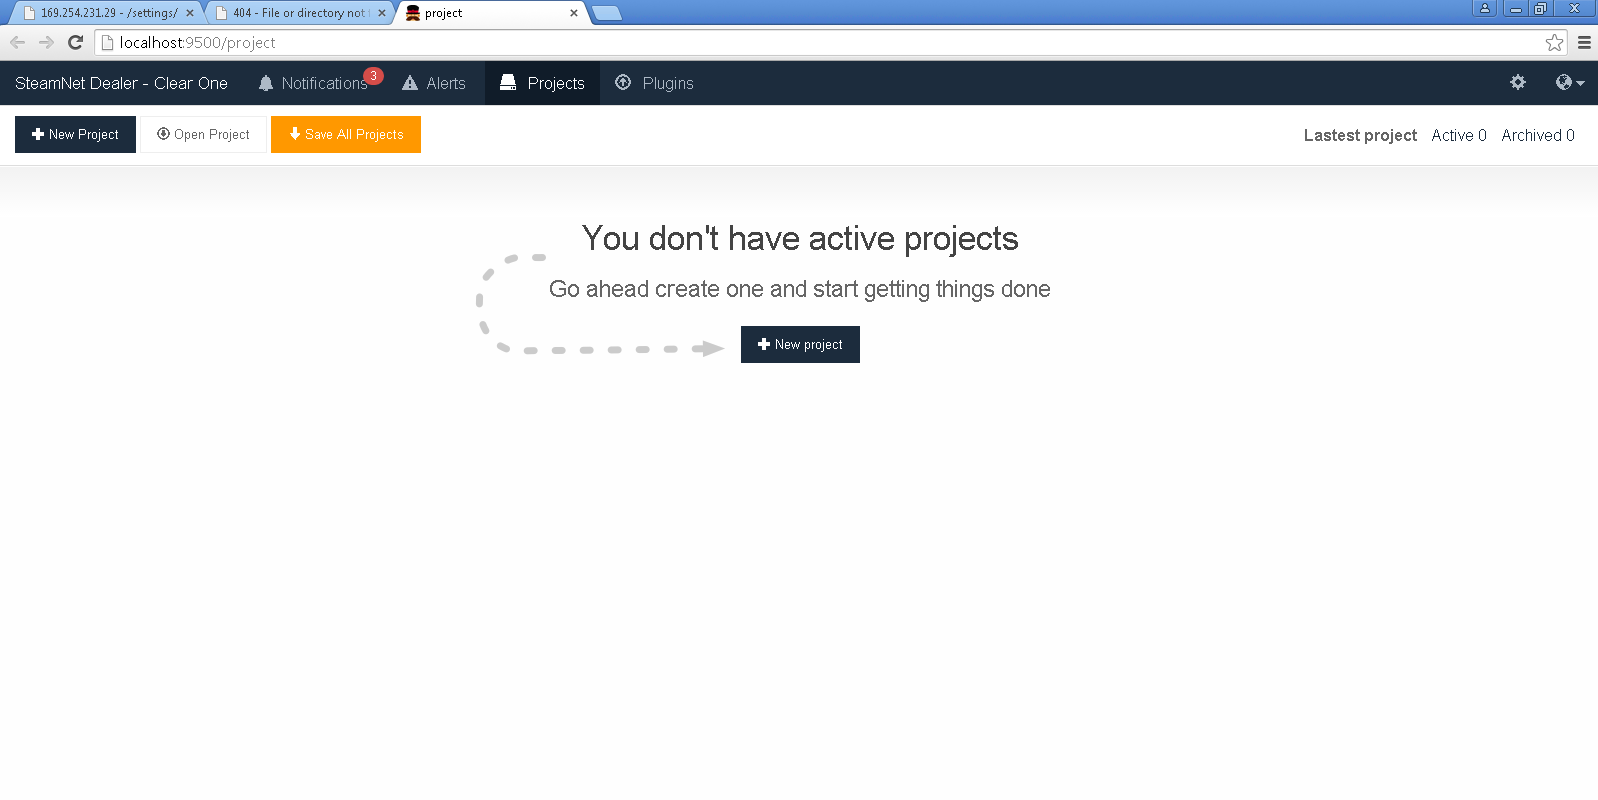 169.254.231.29 - /settings/
404 - File or directory not
project
localhost:9500/project
SteamNet Dealer - Clear One
Notifications 3
Alerts
Projects
Plugins
New Project
Open Project
Save All Projects
Lastest project
Active 0
Archived 0
You don't have active projects
Go ahead create one and start getting things done
New project